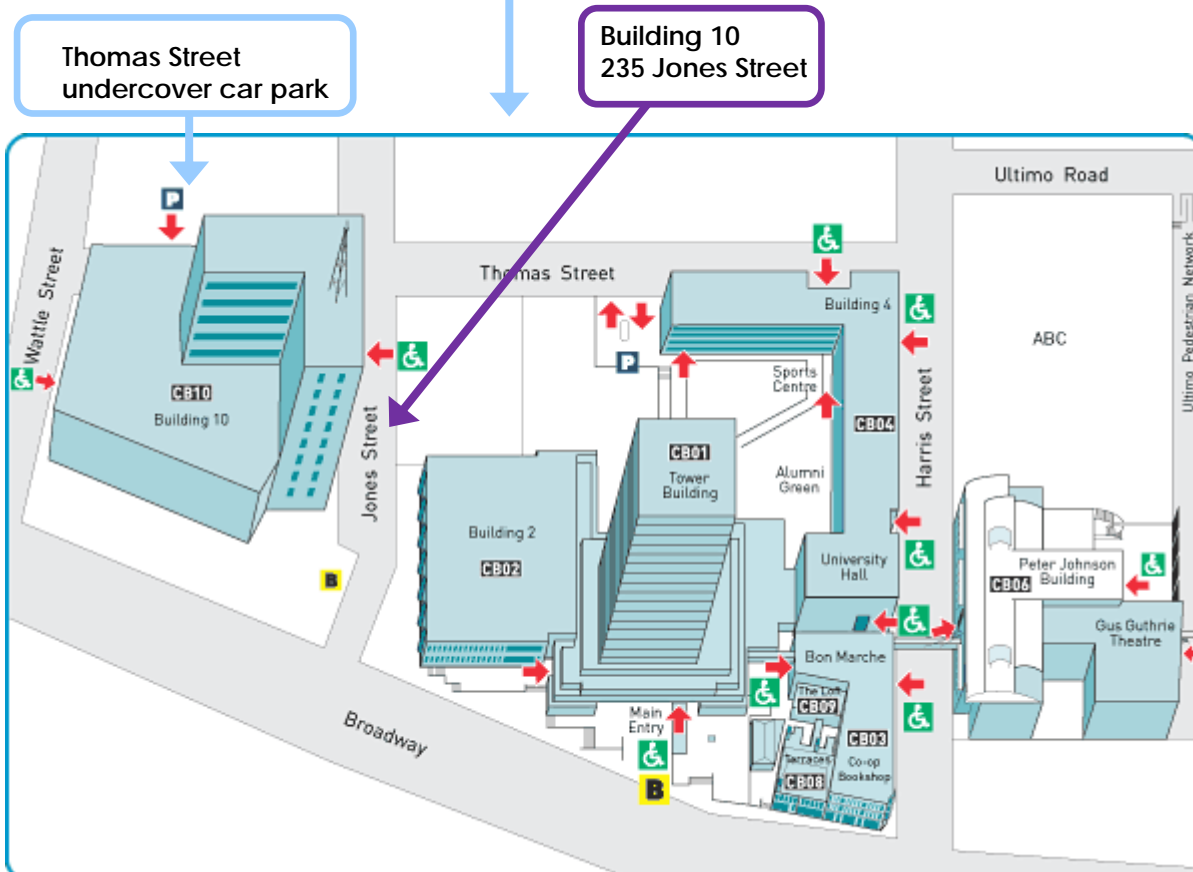 Thomas Street
undercover car park
Building 10
235 Jones Street
Ultimo Road
P
Thomas Street
Building 4
Wattle Street
ABC
Ultimo Pedestrian Network
CB10
Building 10
P
Sports
Centre
Jones Street
CB04
Harris Street
CB01
Tower
Building
Alumni
Green
Building 2
CB02
University
Hall
Peter Johnson
CB06
Building
B
Gus Guthrie
Theatre
Bon Marche
The Loft
CB09
Main
Entry
Broadway
CB03
Terraces
Co-op
Bookshop
CB08
B